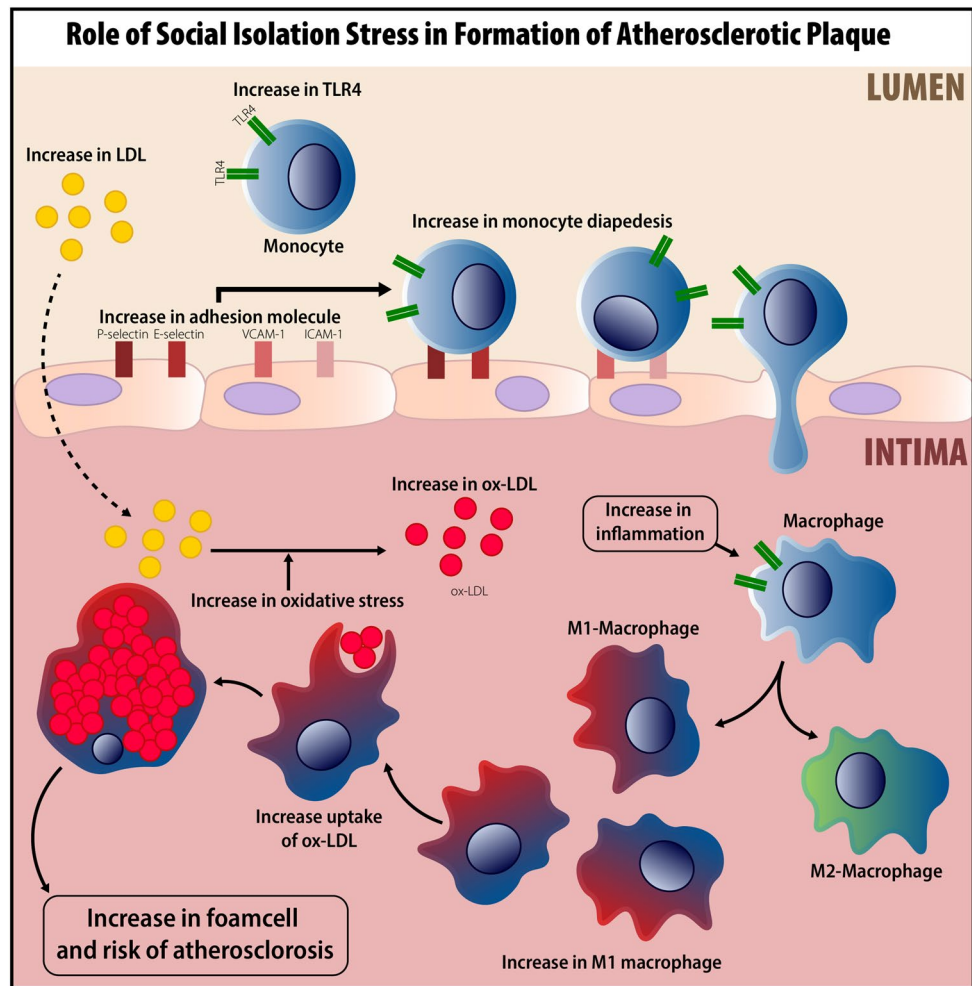 Role of Social Isolation Stress in Formation of Atherosclerotic Plaque
LUMEN
Increase in TLR4
TLR4
TLR4
Monocyte
Increase in LDL
Increase in monocyte diapedesis
Increase in adhesion molecule
P-selectin
E-selectin
VCAM-1
ICAM-1
INTIMA
Increase in ox-LDL
ox-LDL
Increase in oxidative stress
Increase in
inflammation
Macrophage
M1-Macrophage
M2-Macrophage
Increase uptake
of ox-LDL
Increase in M1 macrophage
Increase in foamcell
and risk of atherosclorosis